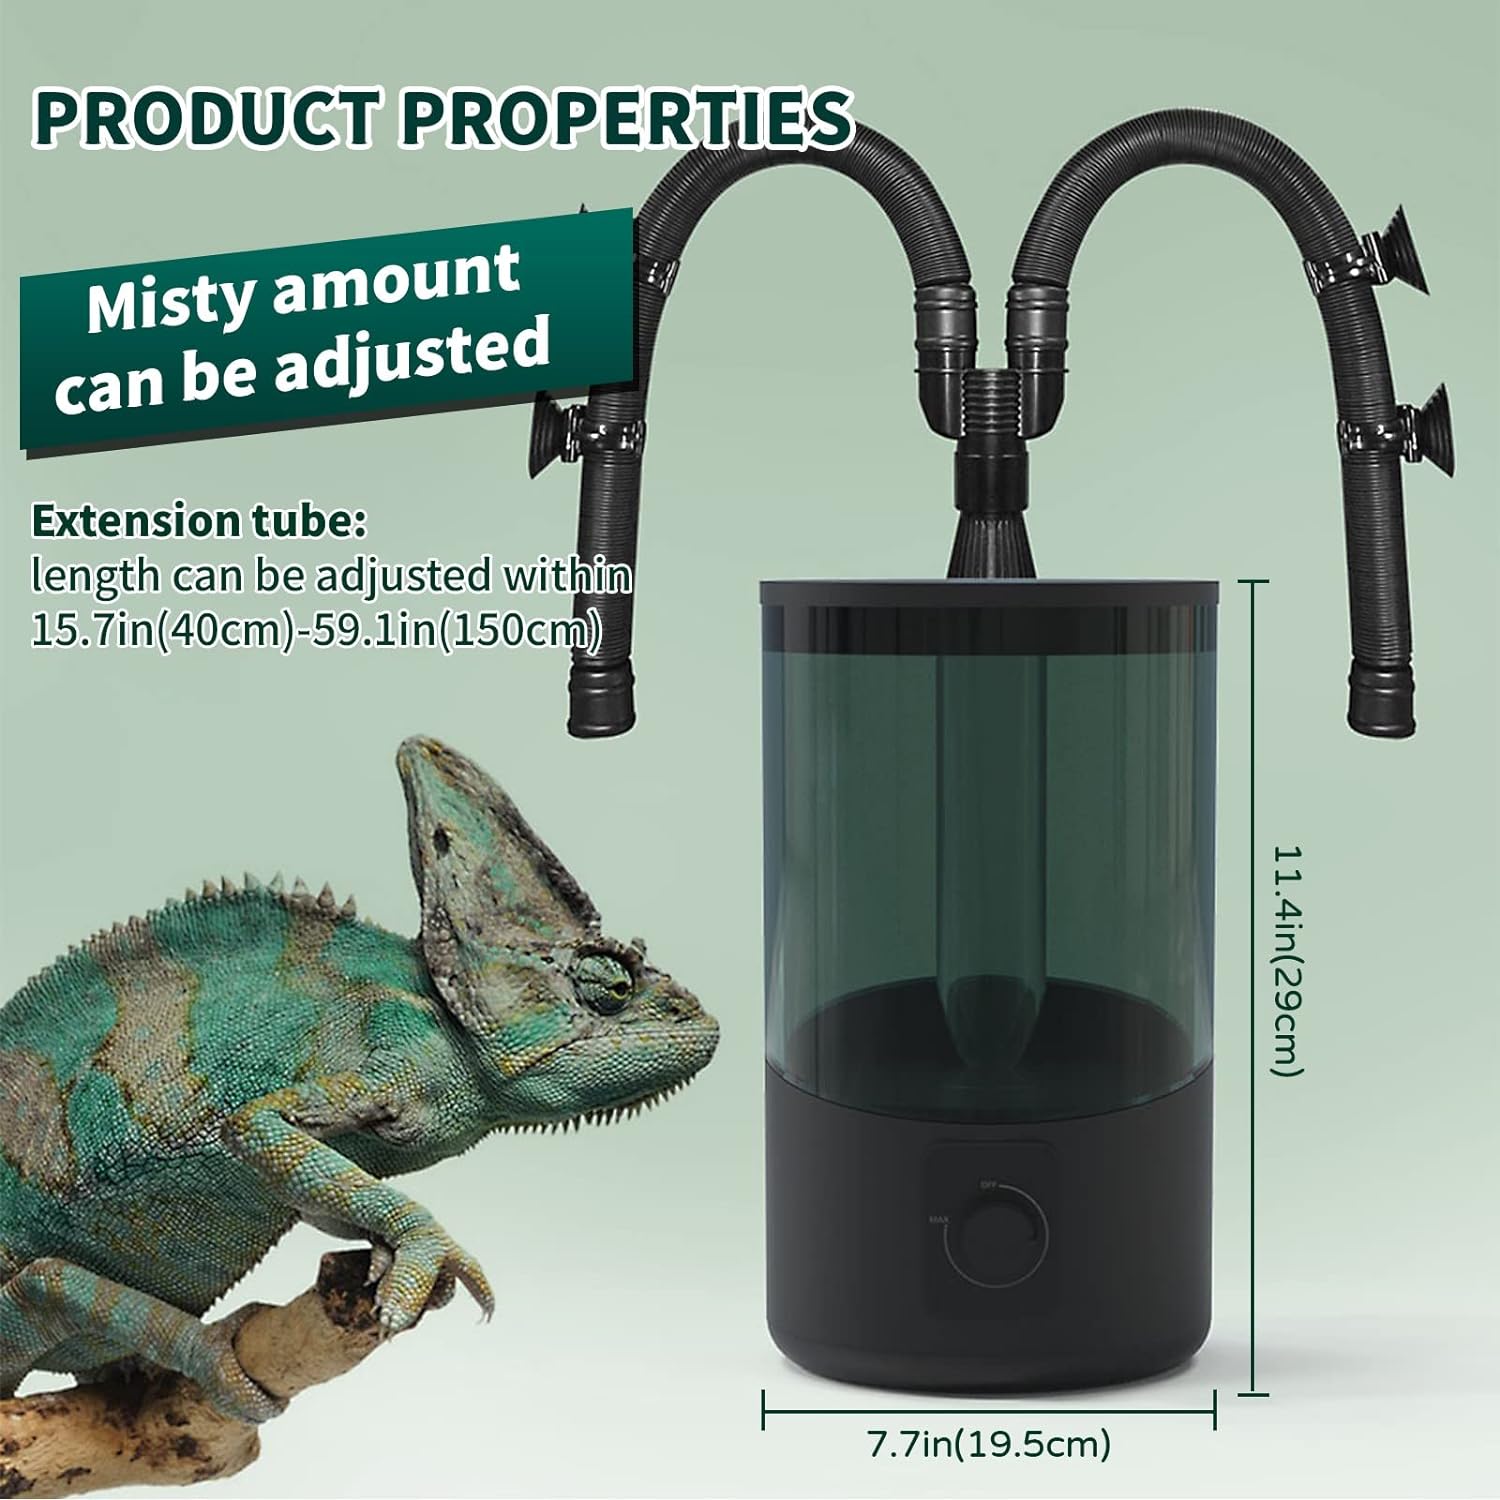 PRODUCT PROPERTIES
Misty amount
can be adjusted
Extension tube:
length can be adjusted within
15.7in(40cm)-59.1in(150cm)
11.4in(29cm)
OFF
MAX
7.7in(19.5cm)